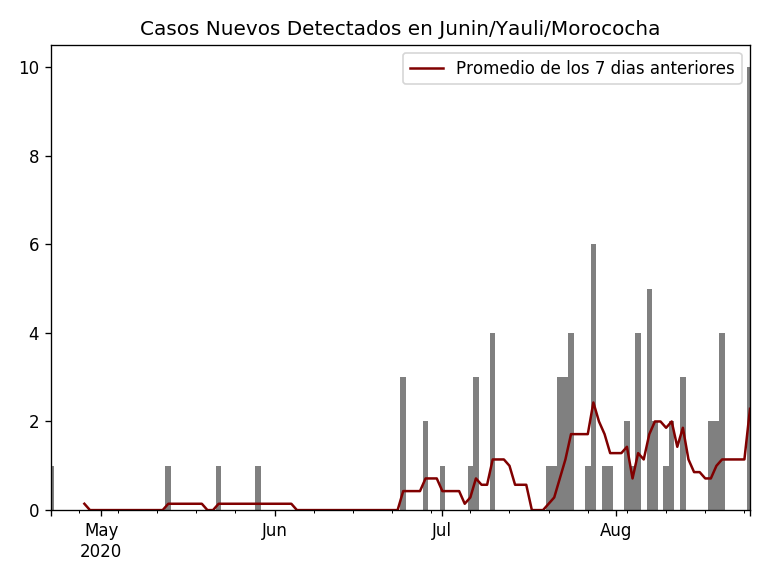 Casos Nuevos Detectados en Junin/Yauli/Morococha
Promedio de los 7 dias anteriores
10
8
6
4
2
0
May
2020
Jun
Jul
Aug